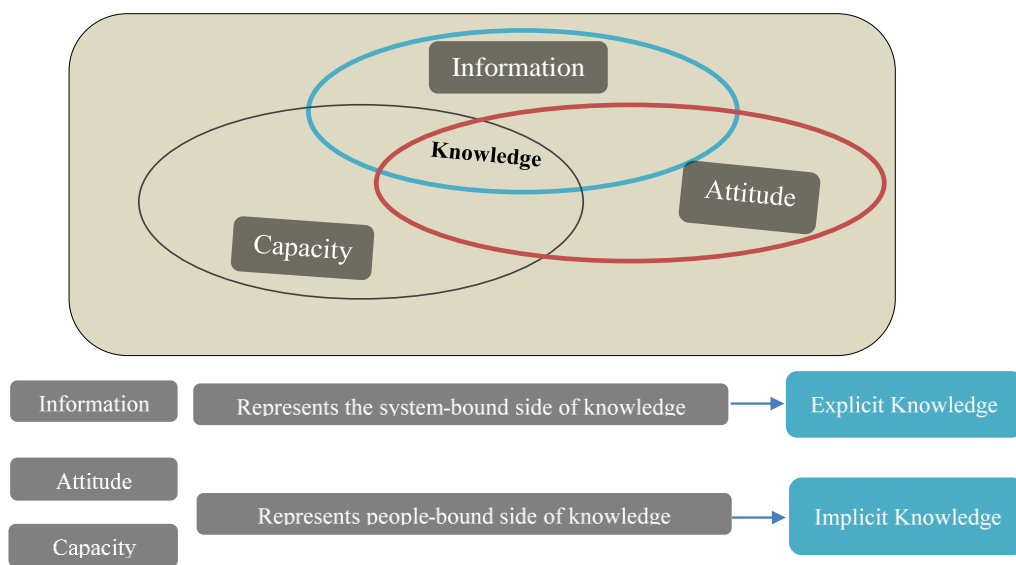 Information
Knowledge
Attitude
Capacity
Information
Represents the system-bound side of knowledge
Explicit Knowledge
Attitude
Represents people-bound side of knowledge
Implicit Knowledge
Capacity